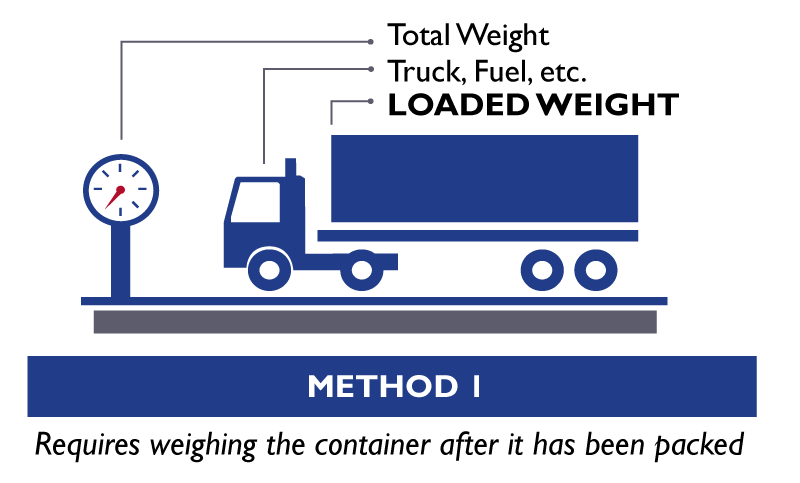 Total Weight
Truck, Fuel, etc.
LOADED WEIGHT
METHOD 1
Requires weighing the container after it has been packed